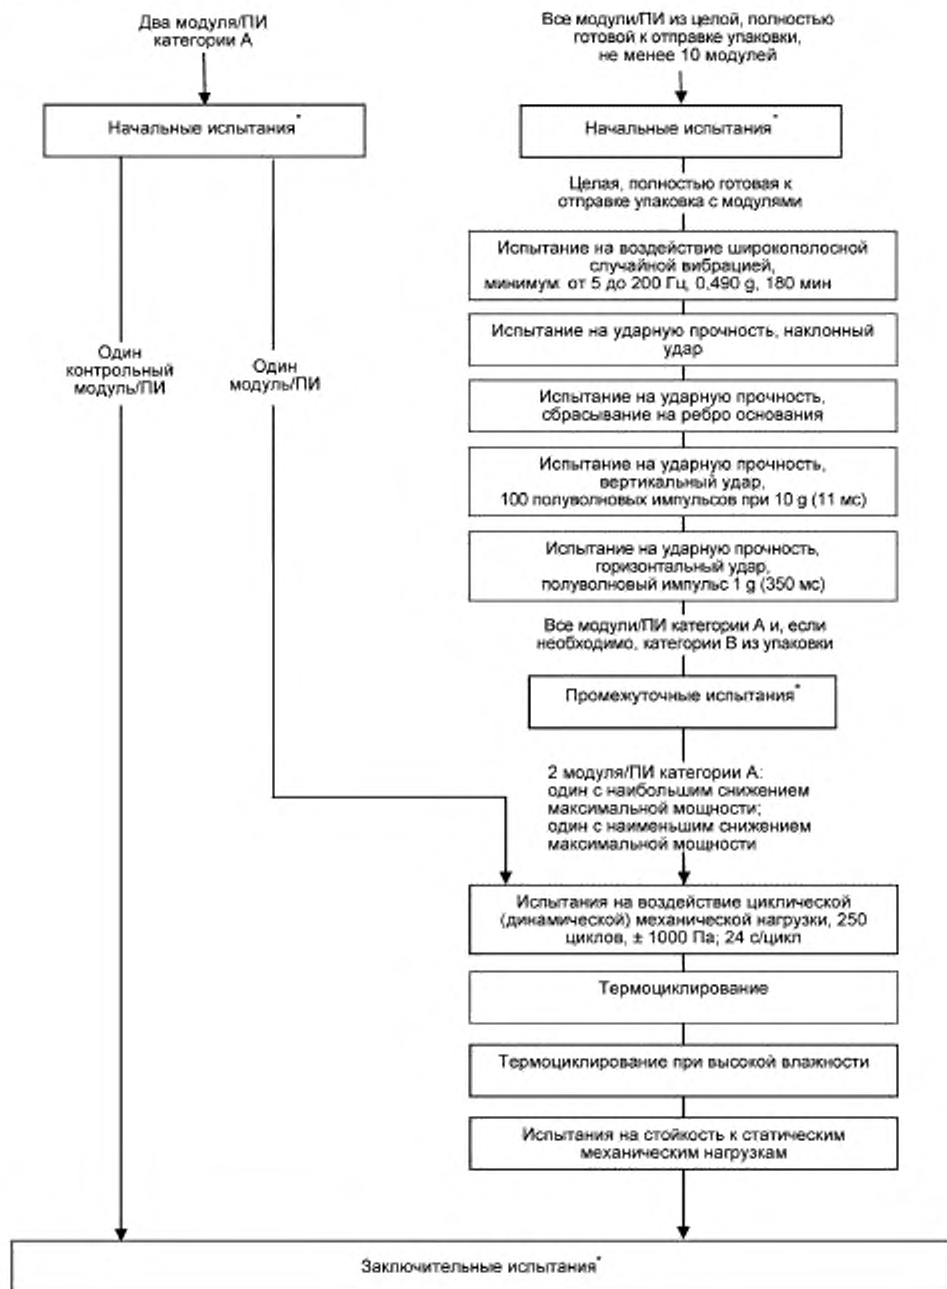 Два модуля/ПИ
категории А
Начальные испытания*
Один
контрольный
модуль/ПИ
Один
модуль/ПИ
Все модули/ПИ из целой, полностью
готовой к отправке упаковки,
не менее 10 модулей
Начальные испытания*
Целая, полностью готовая к
отправке упаковка с модулями
Испытание на воздействие широкополосной
случайной вибрацией,
минимум от 5 до 200 Гц, 0,490 g, 180 мин
Испытание на ударную прочность, наклонный
удар
Испытание на ударную прочность,
сбрасывание на ребро основания
Испытание на ударную прочность,
вертикальный удар,
100 полуволновых импульсов при 10 g (11 мс)
Испытание на ударную прочность,
горизонтальный удар,
полуволновый импульс 1 g (350 мс)
Все модули/ПИ категории А и, если
необходимо, категории В из упаковки
Промежуточные испытания*
2 модуля/ПИ категории А:
один с наибольшим снижением
максимальной мощности;
один с наименьшим снижением
максимальной мощности
Испытания на воздействие циклической
(динамической) механической нагрузки, 250
циклов, ± 1000 Па; 24 с/цикл
Термоциклирование
Термоциклирование при высокой влажности
Испытания на стойкость к статическим
механическим нагрузкам
Заключительные испытания*